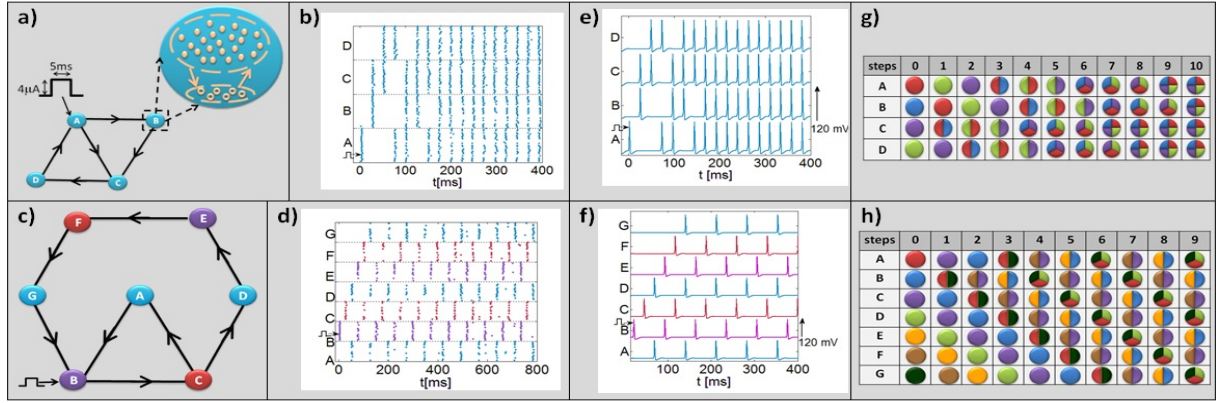 a)
5ms
4μA
A
B
D
C
b)
D
C
B
A
0 100 200 300 400
t[ms]
e)
D
C
B
A
120 mV
0 100 200 300 400
t [ms]
g)
steps 0 1 2 3 4 5 6 7 8 9 10
A
B
C
D
c)
F
E
G
A
D
B
C
d)
G
F
E
D
C
B
A
0 200 400 600 800
t[ms]
f)
G
F
E
D
C
B
A
120 mV
0 100 200 300 400
t [ms]
h)
steps 0 1 2 3 4 5 6 7 8 9
A
B
C
D
E
F
G